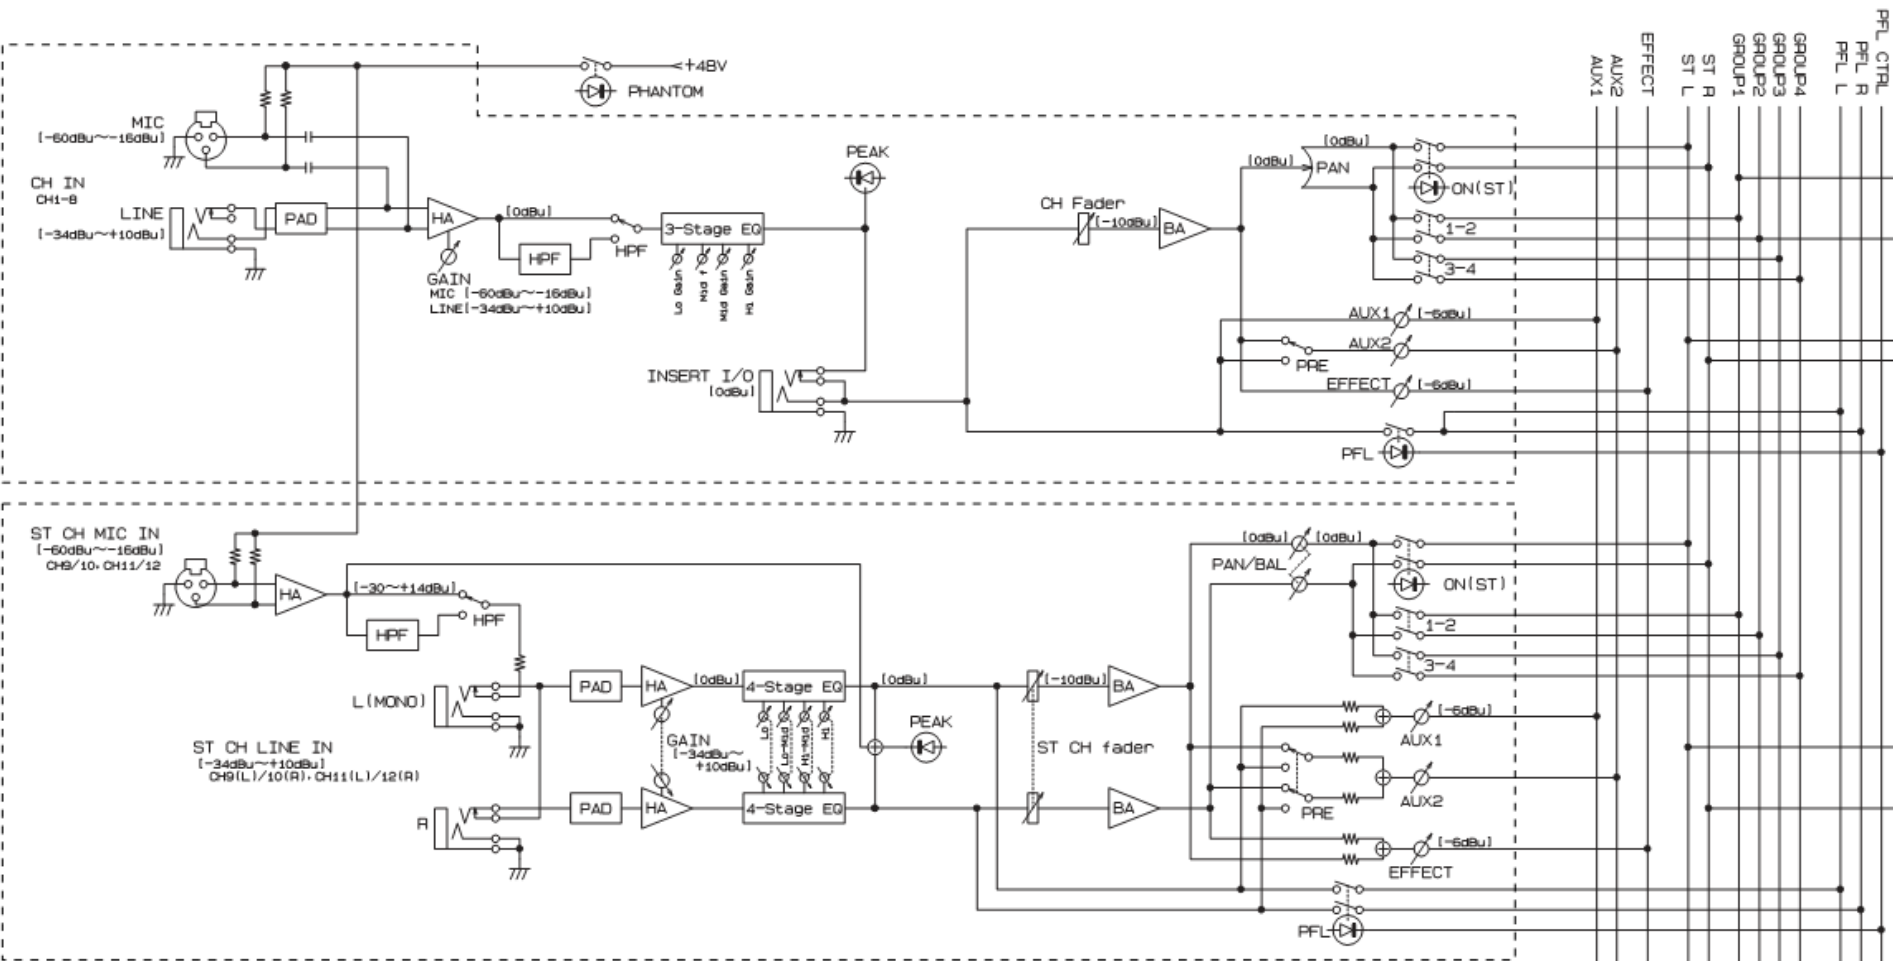 PFL CTRL
PFL R
PFL L
GROUP4
GROUP3
GROUP2
GROUP1
ST R
ST L
EFFECT
AUX2
AUX1
+48V
PHANTOM
MIC
[-60dBu~-16dBu]
CH IN
CH1-8
LINE
[-34dBu~+10dBu]
PAD
HA
[0dBu]
HPF
HPF
GAIN
MIC [-60dBu~-16dBu]
LINE[-34dBu~+10dBu]
3-Stage EQ
Lo Gain
Mid f
Mid Gain
Hi Gain
PEAK
INSERT I/O
[0dBu]
CH Fader
[-10dBu]
BA
[0dBu]
PAN
[0dBu]
ON(ST)
1-2
3-4
AUX1
[-6dBu]
AUX2
PRE
EFFECT
[-6dBu]
PFL
ST CH MIC IN
[-60dBu~-16dBu]
CH9/10, CH11/12
HA
[-30~+14dBu]
HPF
HPF
L(MONO)
ST CH LINE IN
[-34dBu~+10dBu]
CH9(L)/10(R), CH11(L)/12(R)
R
PAD
HA
[0dBu]
4-Stage EQ
[0dBu]
GAIN
[-34dBu~
+10dBu]
Lo
Lo-Mid
Hi-Mid
Hi
PAD
HA
4-Stage EQ
PEAK
ST CH fader
[-10dBu]
BA
BA
[0dBu]
[0dBu]
PAN/BAL
ON(ST)
1-2
3-4
[-6dBu]
AUX1
AUX2
PRE
[-6dBu]
EFFECT
PFL